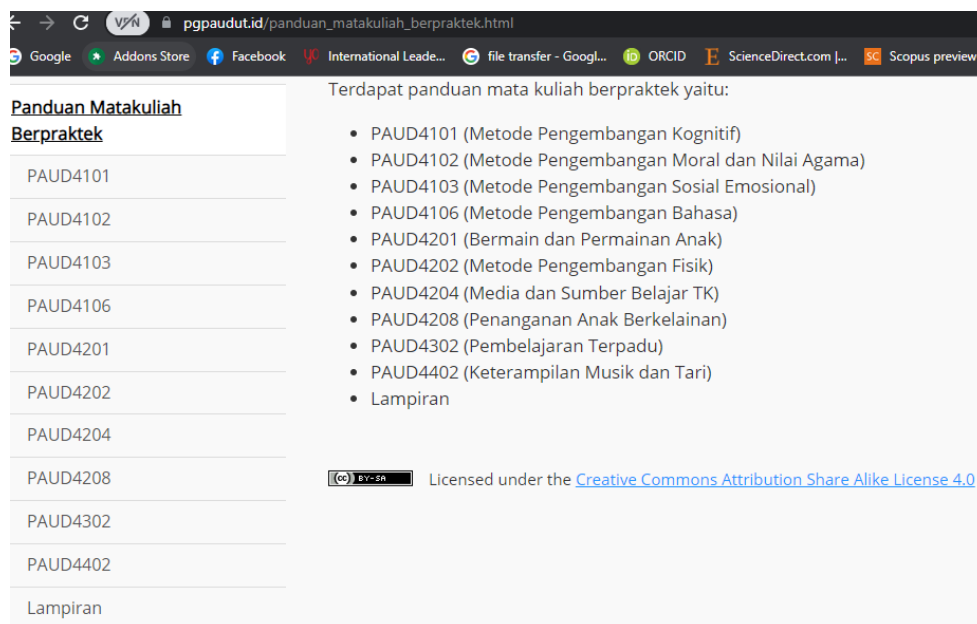 VPN
pgpaudut.id/panduan_matakuliah_berpraktek.html
Google Addons Store Facebook International Leade... file transfer - Googl... iD ORCID ScienceDirect.com |... SC Scopus preview
Panduan Matakuliah
Berpraktek
PAUD4101
PAUD4102
PAUD4103
PAUD4106
PAUD4201
PAUD4202
PAUD4204
PAUD4208
PAUD4302
PAUD4402
Lampiran
Terdapat panduan mata kuliah berpraktek yaitu:
• PAUD4101 (Metode Pengembangan Kognitif)
• PAUD4102 (Metode Pengembangan Moral dan Nilai Agama)
• PAUD4103 (Metode Pengembangan Sosial Emosional)
• PAUD4106 (Metode Pengembangan Bahasa)
• PAUD4201 (Bermain dan Permainan Anak)
• PAUD4202 (Metode Pengembangan Fisik)
• PAUD4204 (Media dan Sumber Belajar TK)
• PAUD4208 (Penanganan Anak Berkelainan)
• PAUD4302 (Pembelajaran Terpadu)
• PAUD4402 (Keterampilan Musik dan Tari)
• Lampiran
(cc) BY-SA Licensed under the Creative Commons Attribution Share Alike License 4.0